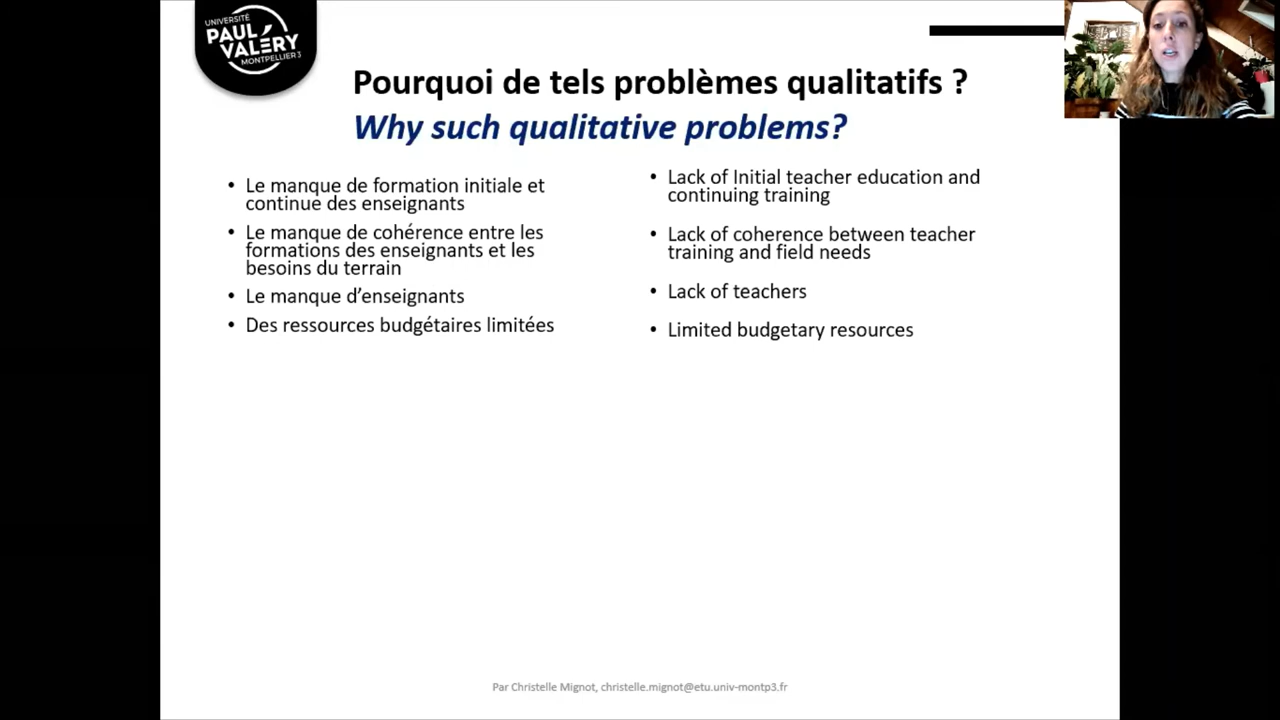 UNIVERSITÉ
PAUL
VALÉRY
MONTPELLIER 3
Pourquoi de tels problèmes qualitatifs ?
Why such qualitative problems?
• Le manque de formation initiale et
continue des enseignants
• Le manque de cohérence entre les
formations des enseignants et les
besoins du terrain
• Le manque d’enseignants
• Des ressources budgétaires limitées
• Lack of Initial teacher education and
continuing training
• Lack of coherence between teacher
training and field needs
• Lack of teachers
• Limited budgetary resources
Par Christelle Mignot, christelle.mignot@etu.univ-montp3.fr